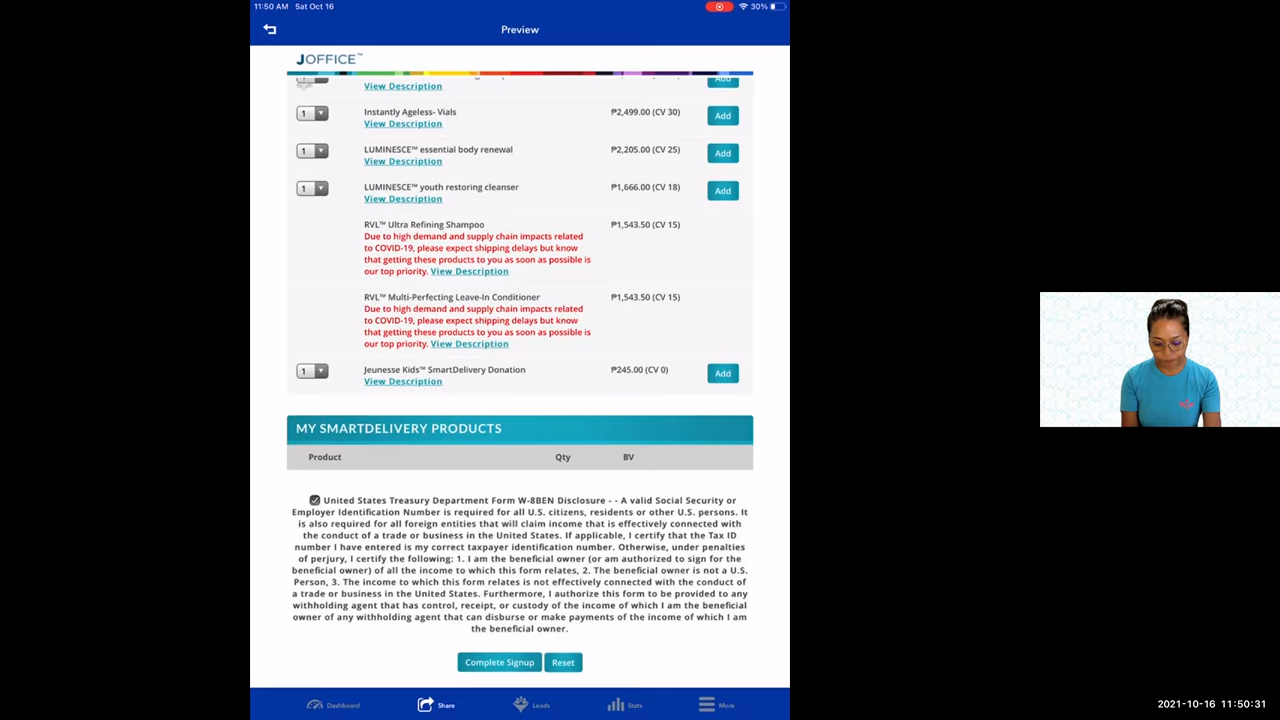 11:50 AM Sat Oct 16
30%
Preview
JOFFICE™
View Description
Add
1
Instantly Ageless- Vials
₱2,499.00 (CV 30)
Add
View Description
1
LUMINESCE™ essential body renewal
₱2,205.00 (CV 25)
Add
View Description
1
LUMINESCE™ youth restoring cleanser
₱1,666.00 (CV 18)
Add
View Description
RVL™ Ultra Refining Shampoo
₱1,543.50 (CV 15)
Due to high demand and supply chain impacts related
to COVID-19, please expect shipping delays but know
that getting these products to you as soon as possible is
our top priority. View Description
RVL™ Multi-Perfecting Leave-In Conditioner
₱1,543.50 (CV 15)
Due to high demand and supply chain impacts related
to COVID-19, please expect shipping delays but know
that getting these products to you as soon as possible is
our top priority. View Description
1
Jeunesse Kids™ SmartDelivery Donation
₱245.00 (CV 0)
Add
View Description
MY SMARTDELIVERY PRODUCTS
Product Qty BV
United States Treasury Department Form W-8BEN Disclosure - - A valid Social Security or
Employer Identification Number is required for all U.S. citizens, residents or other U.S. persons. It
is also required for all foreign entities that will claim income that is effectively connected with
the conduct of a trade or business in the United States. If applicable, I certify that the Tax ID
number I have entered is my correct taxpayer identification number. Otherwise, under penalties
of perjury, I certify the following: 1. I am the beneficial owner (or am authorized to sign for the
beneficial owner) of all the income to which this form relates, 2. The beneficial owner is not a U.S.
Person, 3. The income to which this form relates is not effectively connected with the conduct of
a trade or business in the United States. Furthermore, I authorize this form to be provided to any
withholding agent that has control, receipt, or custody of the income of which I am the beneficial
owner of any withholding agent that can disburse or make payments of the income of which I am
the beneficial owner.
Complete Signup Reset
Dashboard Share Leads Stats More
2021-10-16 11:50:31